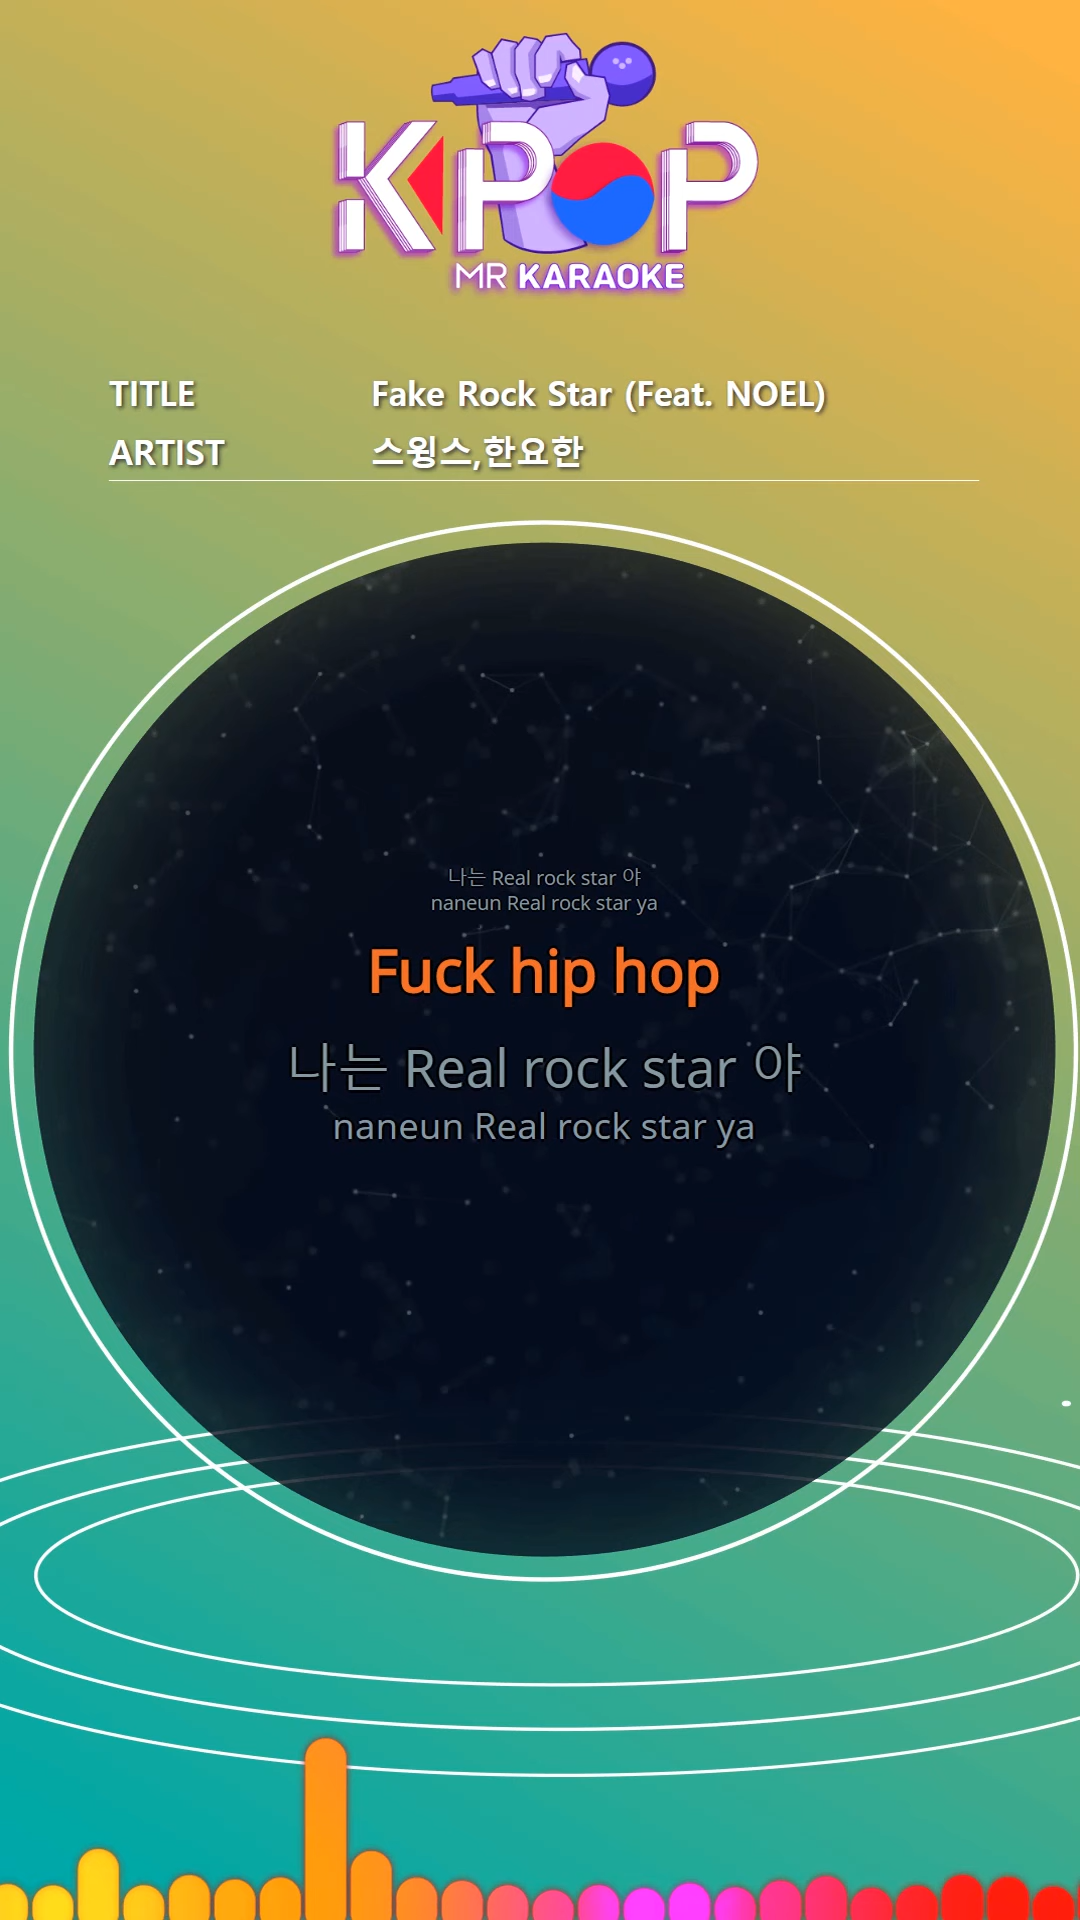 KPOP
MR KARAOKE
TITLE Fake Rock Star (Feat. NOEL)
ARTIST 스윙스,한요한
나는 Real rock star 야
naneun Real rock star ya
Fuck hip hop
나는 Real rock star 야
naneun Real rock star ya